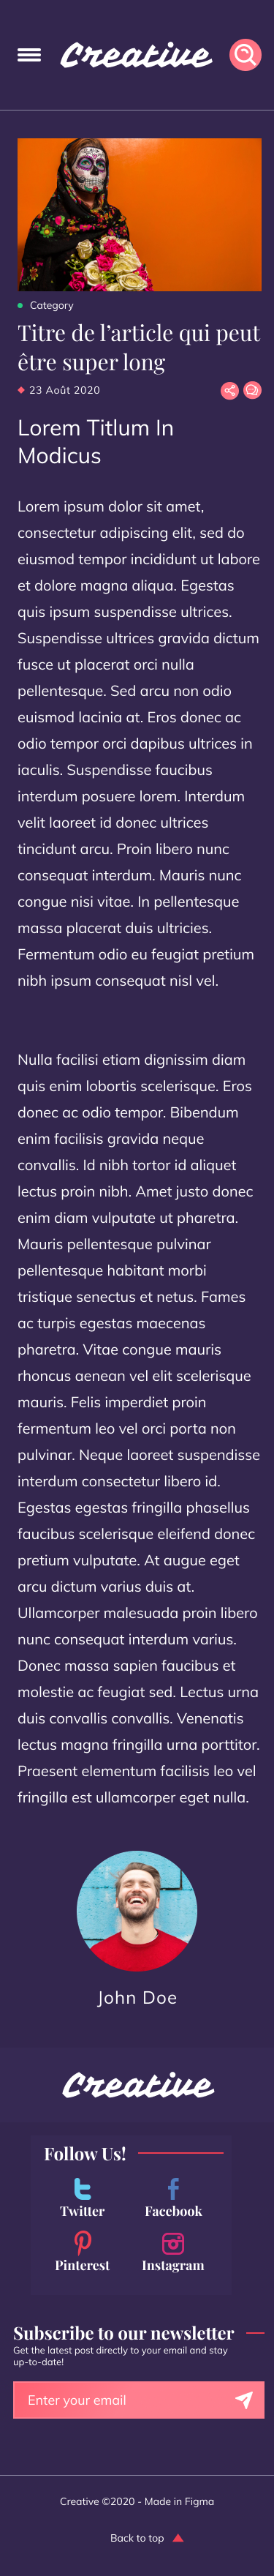 Creative
Category
Titre de l’article qui peut
être super long
23 Août 2020
Lorem Titlum In
Modicus
Lorem ipsum dolor sit amet,
consectetur adipiscing elit, sed do
eiusmod tempor incididunt ut labore
et dolore magna aliqua. Egestas
quis ipsum suspendisse ultrices.
Suspendisse ultrices gravida dictum
fusce ut placerat orci nulla
pellentesque. Sed arcu non odio
euismod lacinia at. Eros donec ac
odio tempor orci dapibus ultrices in
iaculis. Suspendisse faucibus
interdum posuere lorem. Interdum
velit laoreet id donec ultrices
tincidunt arcu. Proin libero nunc
consequat interdum. Mauris nunc
congue nisi vitae. In pellentesque
massa placerat duis ultricies.
Fermentum odio eu feugiat pretium
nibh ipsum consequat nisl vel.
Nulla facilisi etiam dignissim diam
quis enim lobortis scelerisque. Eros
donec ac odio tempor. Bibendum
enim facilisis gravida neque
convallis. Id nibh tortor id aliquet
lectus proin nibh. Amet justo donec
enim diam vulputate ut pharetra.
Mauris pellentesque pulvinar
pellentesque habitant morbi
tristique senectus et netus. Fames
ac turpis egestas maecenas
pharetra. Vitae congue mauris
rhoncus aenean vel elit scelerisque
mauris. Felis imperdiet proin
fermentum leo vel orci porta non
pulvinar. Neque laoreet suspendisse
interdum consectetur libero id.
Egestas egestas fringilla phasellus
faucibus scelerisque eleifend donec
pretium vulputate. At augue eget
arcu dictum varius duis at.
Ullamcorper malesuada proin libero
nunc consequat interdum varius.
Donec massa sapien faucibus et
molestie ac feugiat sed. Lectus urna
duis convallis convallis. Venenatis
lectus magna fringilla urna porttitor.
Praesent elementum facilisis leo vel
fringilla est ullamcorper eget nulla.
John Doe
Creative
Follow Us!
Twitter
Facebook
Pinterest
Instagram
Subscribe to our newsletter
Get the latest post directly to your email and stay
up-to-date!
Enter your email
Creative ©2020 - Made in Figma
Back to top